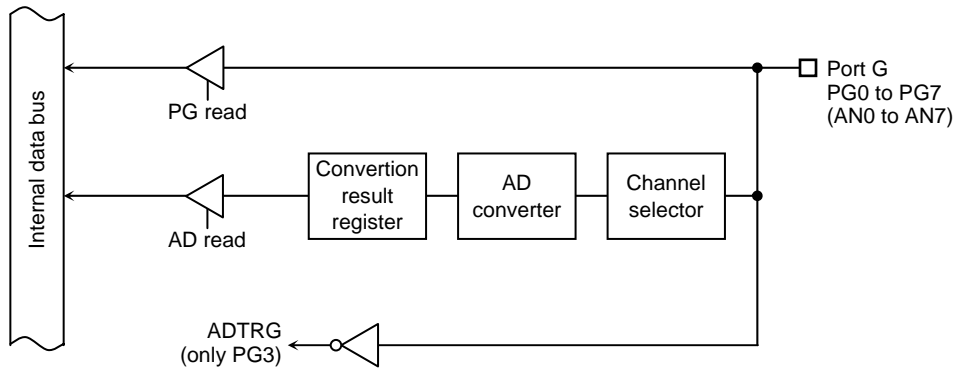 Internal data bus
PG read
Port G
PG0 to PG7
(AN0 to AN7)
AD read
Convertion
result
register
AD
converter
Channel
selector
ADTRG
(only PG3)